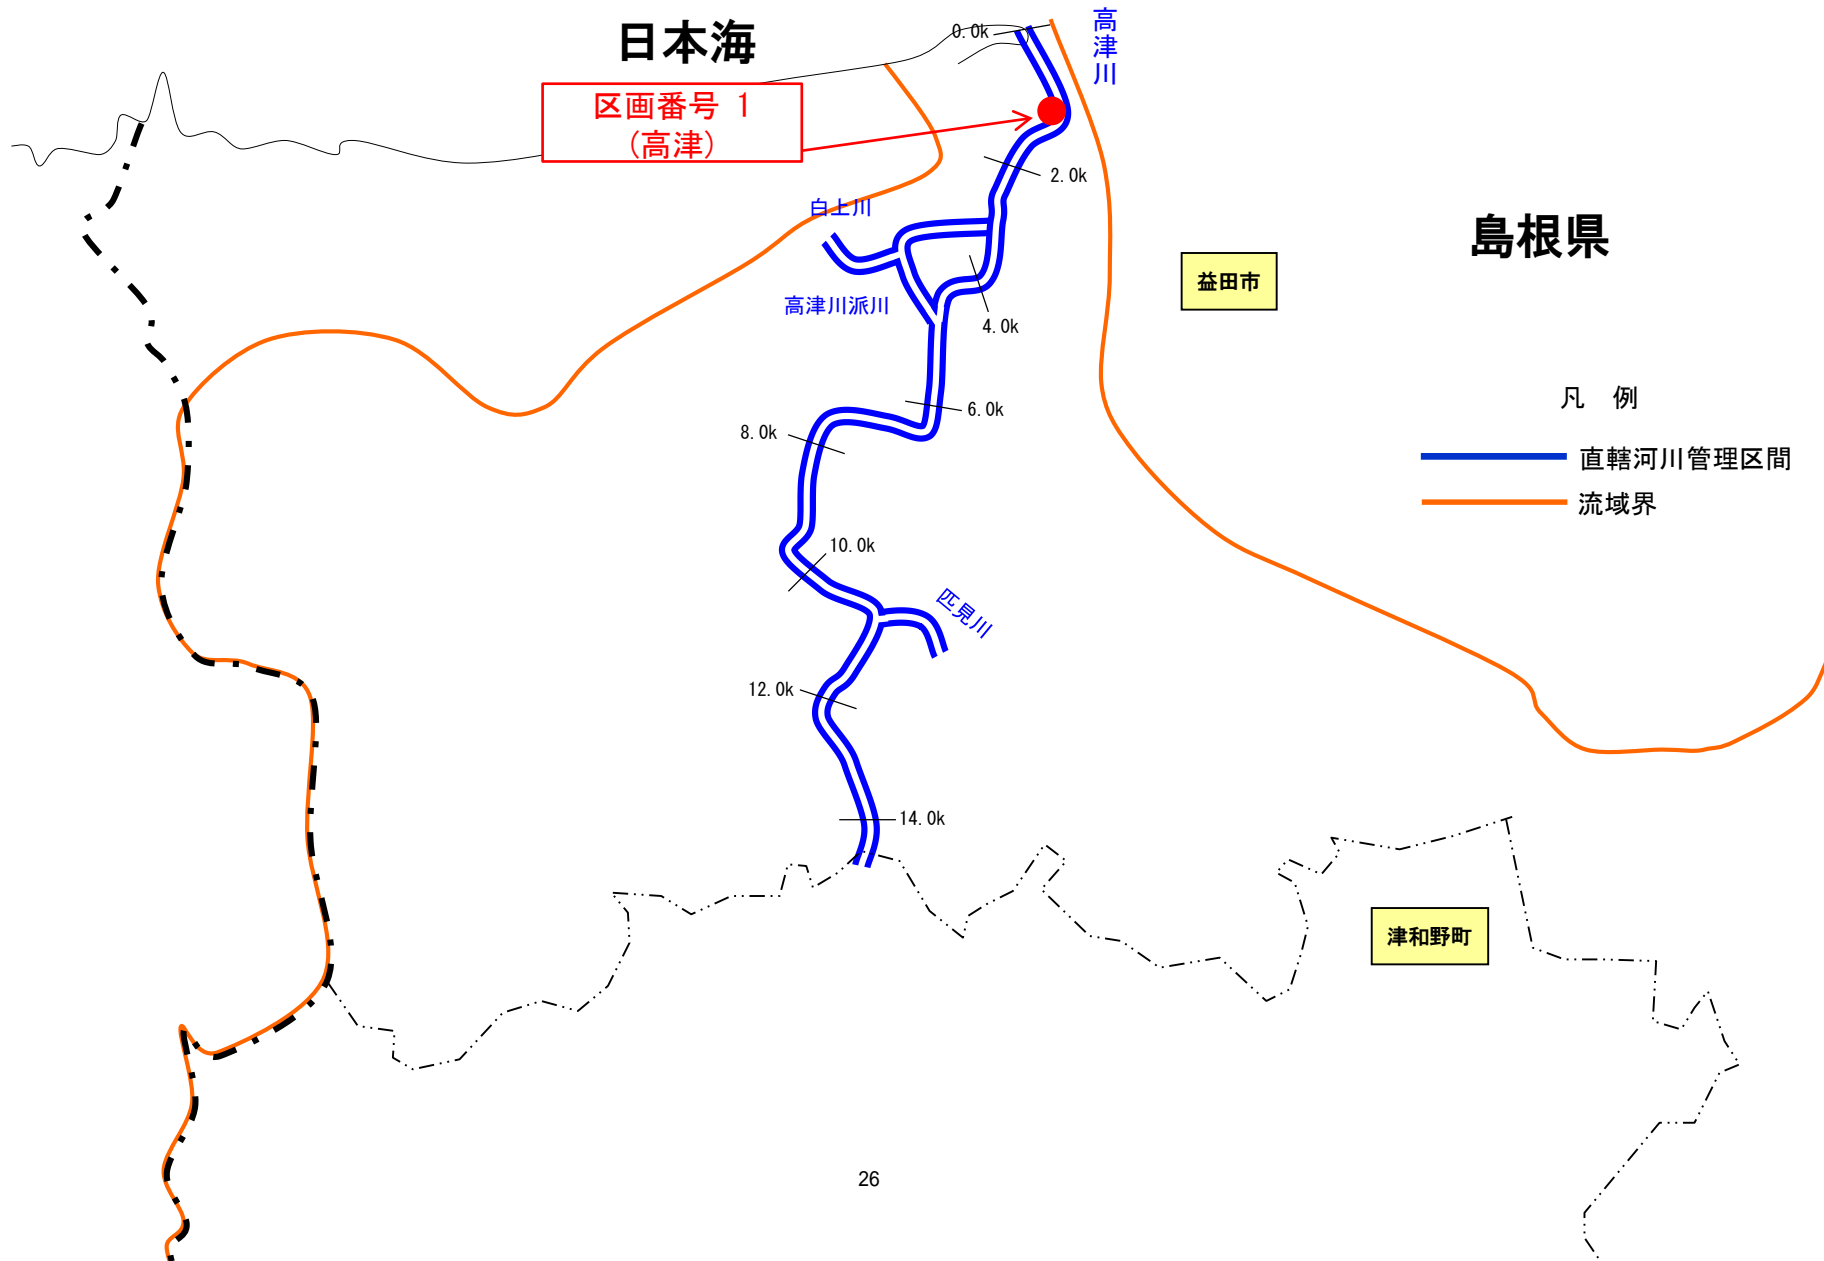 日本海
0.0k
高津川
区画番号 1
(高津)
2.0k
白上川
島根県
益田市
高津川派川
4.0k
凡 例
6.0k
8.0k
直轄河川管理区間
流域界
10.0k
匹見川
12.0k
14.0k
津和野町
26